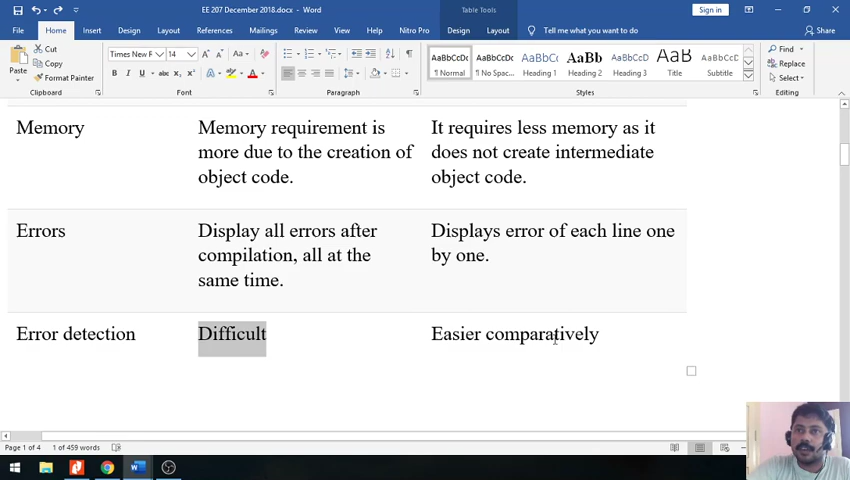 EE 207 December 2018.docx - Word
Table Tools
Sign in
File
Home
Insert
Draw
Design
Layout
References
Mailings
Review
View
Help
Nitro Pro
Design
Layout
Tell me what you want to do
Share
Paste
Cut
Copy
Format Painter
Clipboard
Times New R
14
Font
Paragraph
AaBbCcDc
¶ Normal
AaBbCcDc
¶ No Spac...
AaBbCc
Heading 1
AaBb
Heading 2
AaBbCcD
Heading 3
AaB
Title
AaBbCcD
Subtitle
Styles
Find
Replace
Select
Editing
Memory
Memory requirement is
more due to the creation of
object code.
It requires less memory as it
does not create intermediate
object code.
Errors
Display all errors after
compilation, all at the
same time.
Displays error of each line one
by one.
Error detection
Difficult
Easier comparatively
Page 1 of 4
1 of 459 words